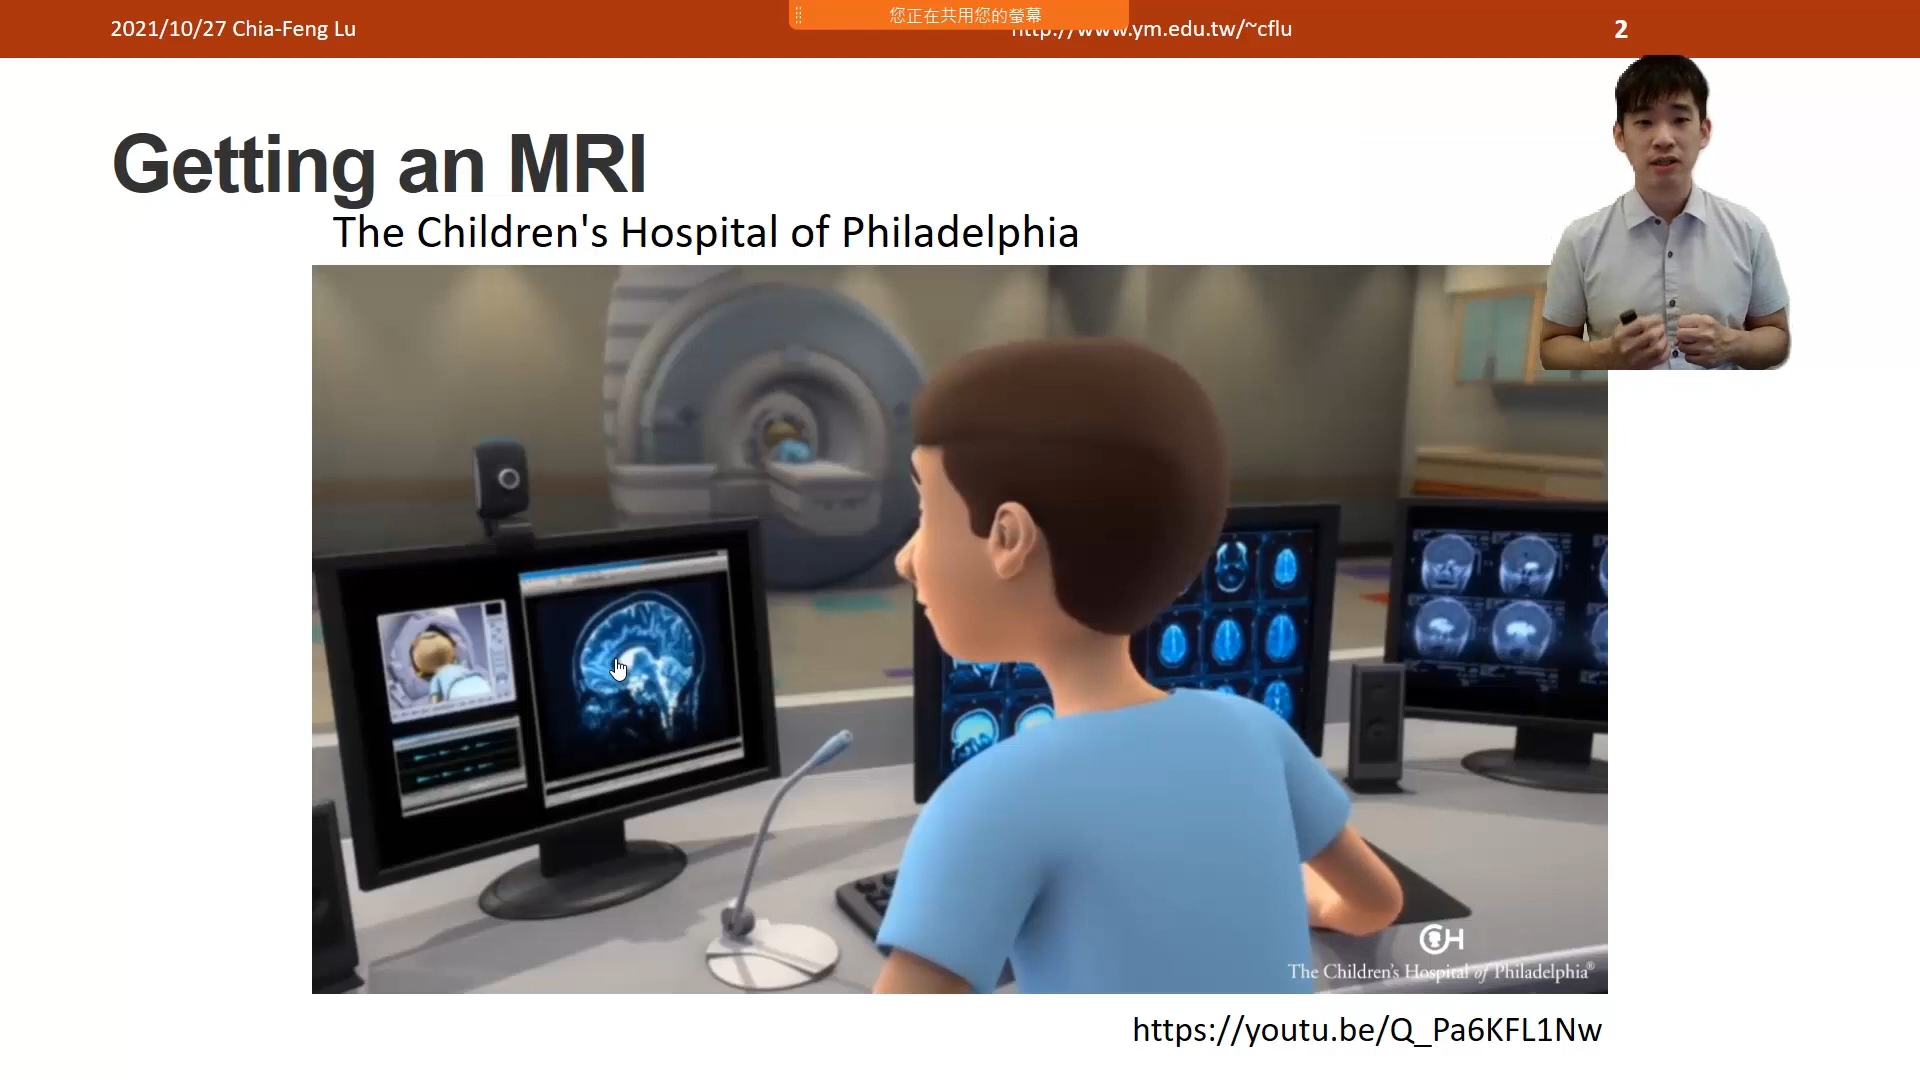 2021/10/27 Chia-Feng Lu
您正在共用您的螢幕
http://www.ym.edu.tw/~cflu
2
Getting an MRI
The Children's Hospital of Philadelphia
CH
The Children's Hospital of Philadelphia®
https://youtu.be/Q_Pa6KFL1Nw